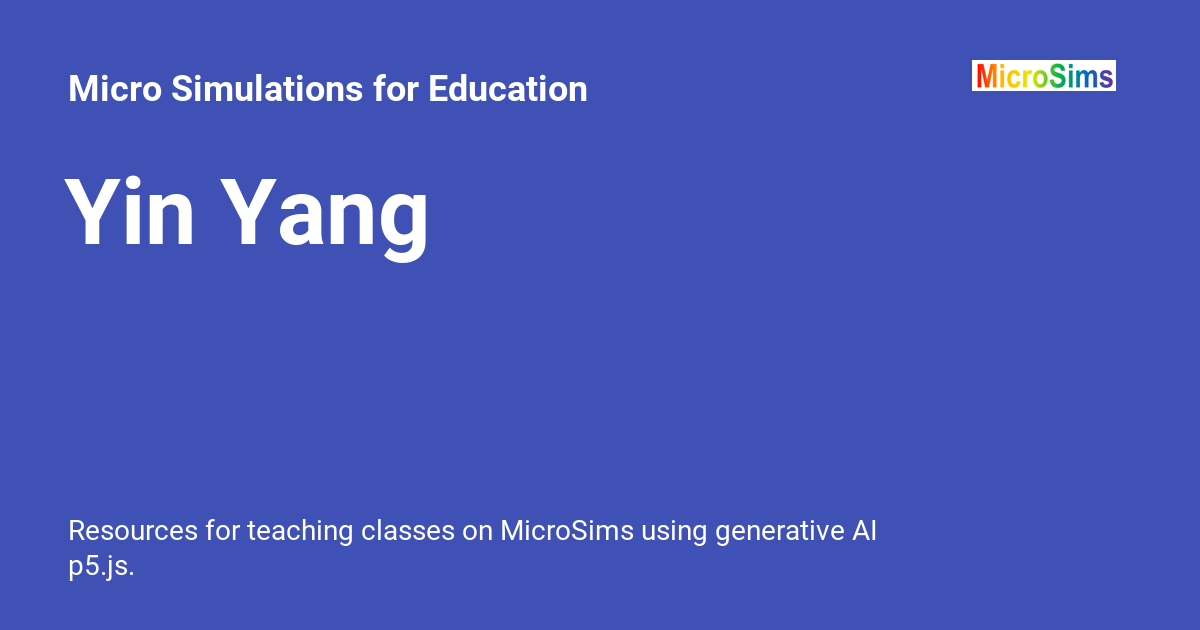 Micro Simulations for Education
MicroSims
Yin Yang
Resources for teaching classes on MicroSims using generative AI
p5.js.